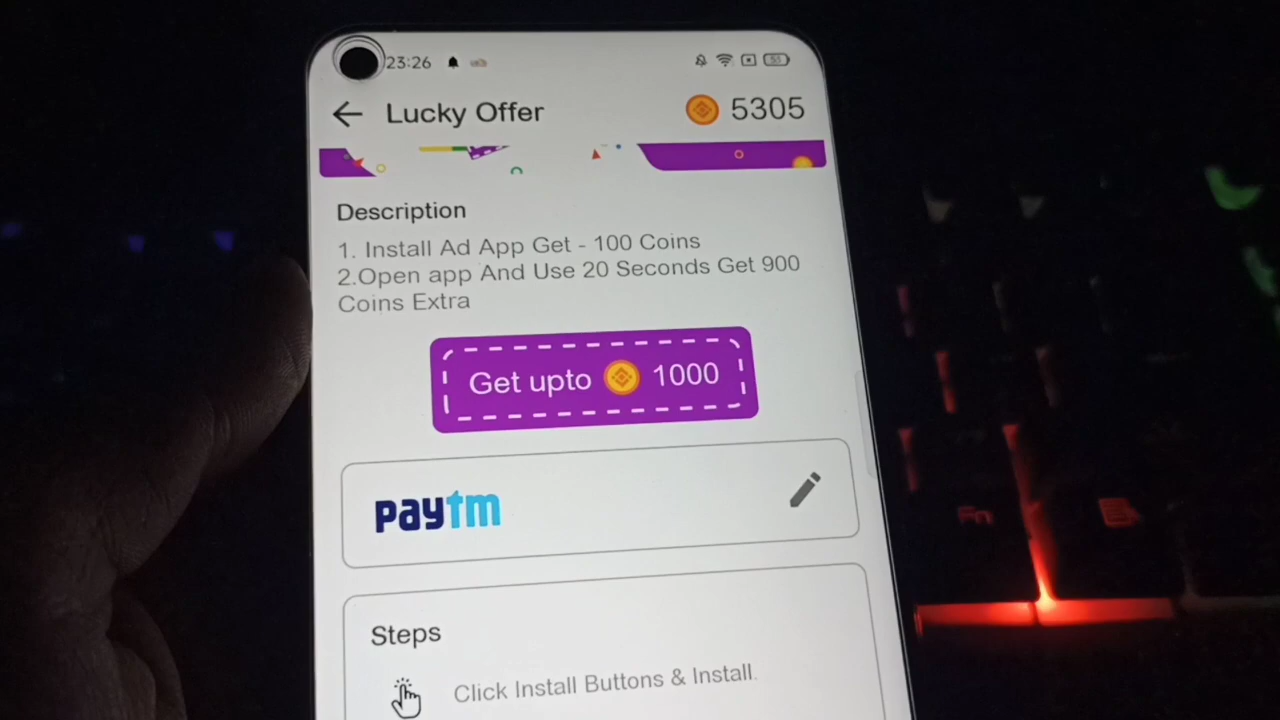 23:26
Lucky Offer
5305
Description
1. Install Ad App Get - 100 Coins
2.Open app And Use 20 Seconds Get 900
Coins Extra
Get upto 1000
paytm
Steps
Click Install Buttons & Install.
Fn